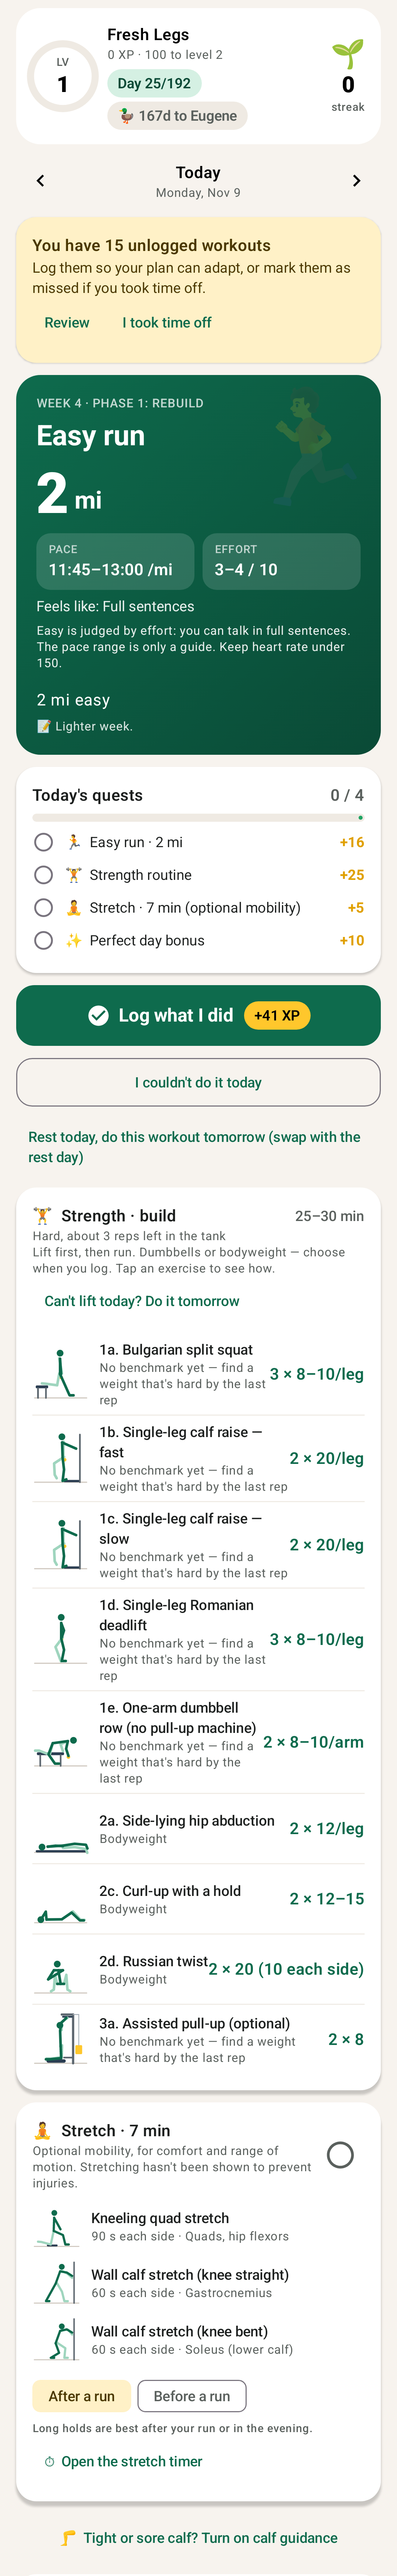 LV
1
Fresh Legs
0 XP · 100 to level 2
Day 25/192
167d to Eugene
0
streak
Today
Monday, Nov 9
You have 15 unlogged workouts
Log them so your plan can adapt, or mark them as
missed if you took time off.
Review
I took time off
WEEK 4 · PHASE 1: REBUILD
Easy run
2 mi
PACE
11:45–13:00 /mi
EFFORT
3–4 / 10
Feels like: Full sentences
Easy is judged by effort: you can talk in full sentences.
The pace range is only a guide. Keep heart rate under
150.
2 mi easy
📝 Lighter week.
Today's quests
0 / 4
Easy run · 2 mi
+16
Strength routine
+25
Stretch · 7 min (optional mobility)
+5
Perfect day bonus
+10
Log what I did
+41 XP
I couldn't do it today
Rest today, do this workout tomorrow (swap with the
rest day)
Strength · build
25–30 min
Hard, about 3 reps left in the tank
Lift first, then run. Dumbbells or bodyweight — choose
when you log. Tap an exercise to see how.
Can't lift today? Do it tomorrow
1a. Bulgarian split squat
No benchmark yet — find a
weight that's hard by the last
rep
3 × 8–10/leg
1b. Single-leg calf raise —
fast
No benchmark yet — find a
weight that's hard by the last rep
2 × 20/leg
1c. Single-leg calf raise —
slow
No benchmark yet — find a
weight that's hard by the last rep
2 × 20/leg
1d. Single-leg Romanian
deadlift
No benchmark yet — find a
weight that's hard by the last
rep
3 × 8–10/leg
1e. One-arm dumbbell
row (no pull-up machine)
No benchmark yet — find a
weight that's hard by the
last rep
2 × 8–10/arm
2a. Side-lying hip abduction
Bodyweight
2 × 12/leg
2c. Curl-up with a hold
Bodyweight
2 × 12–15
2d. Russian twist
Bodyweight
2 × 20 (10 each side)
3a. Assisted pull-up (optional)
No benchmark yet — find a weight
that's hard by the last rep
2 × 8
Stretch · 7 min
Optional mobility, for comfort and range of
motion. Stretching hasn't been shown to prevent
injuries.
Kneeling quad stretch
90 s each side · Quads, hip flexors
Wall calf stretch (knee straight)
60 s each side · Gastrocnemius
Wall calf stretch (knee bent)
60 s each side · Soleus (lower calf)
After a run
Before a run
Long holds are best after your run or in the evening.
⏱ Open the stretch timer
Tight or sore calf? Turn on calf guidance